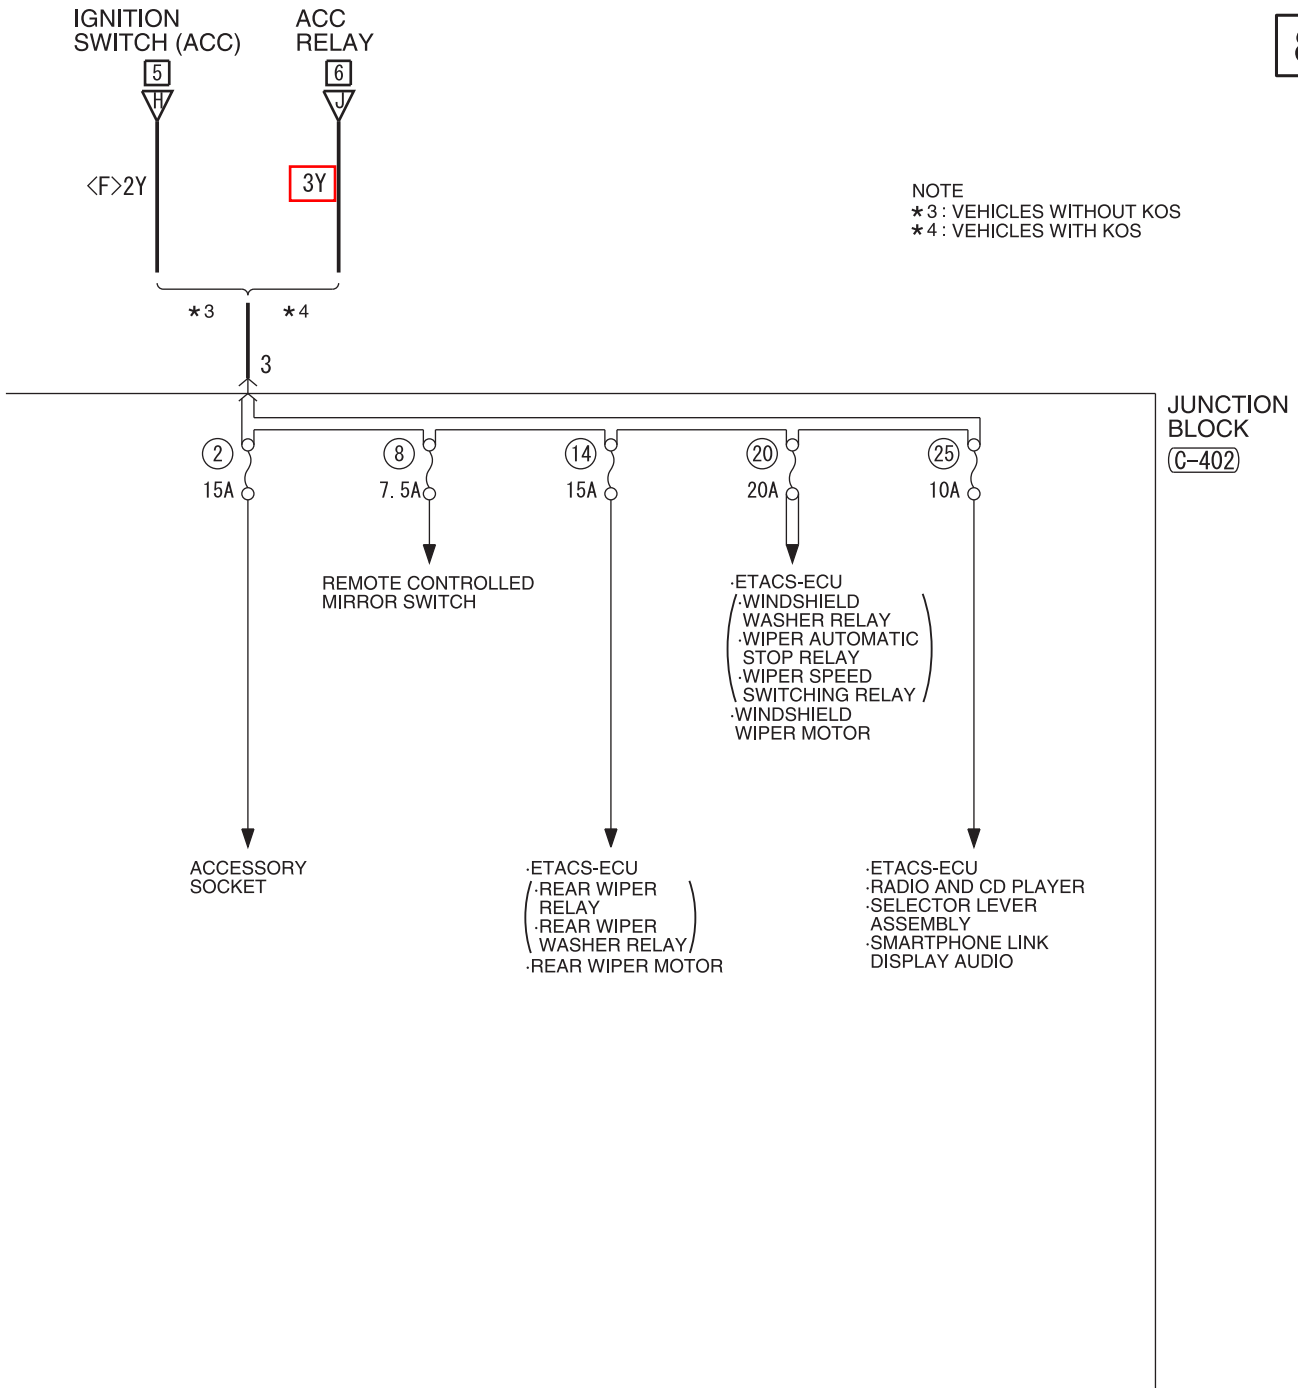 IGNITION
SWITCH (ACC)
ACC
RELAY
5
6
H
J
<F>2Y
3Y
NOTE
*3 : VEHICLES WITHOUT KOS
*4 : VEHICLES WITH KOS
*3
*4
3
JUNCTION
BLOCK
C-402
2
15A
8
7.5A
14
15A
20
20A
25
10A
REMOTE CONTROLLED
MIRROR SWITCH
·ETACS-ECU
·WINDSHIELD
WASHER RELAY
·WIPER AUTOMATIC
STOP RELAY
·WIPER SPEED
SWITCHING RELAY
·WINDSHIELD
WIPER MOTOR
ACCESSORY
SOCKET
·ETACS-ECU
·REAR WIPER
RELAY
·REAR WIPER
WASHER RELAY
·REAR WIPER MOTOR
·ETACS-ECU
·RADIO AND CD PLAYER
·SELECTOR LEVER
ASSEMBLY
·SMARTPHONE LINK
DISPLAY AUDIO